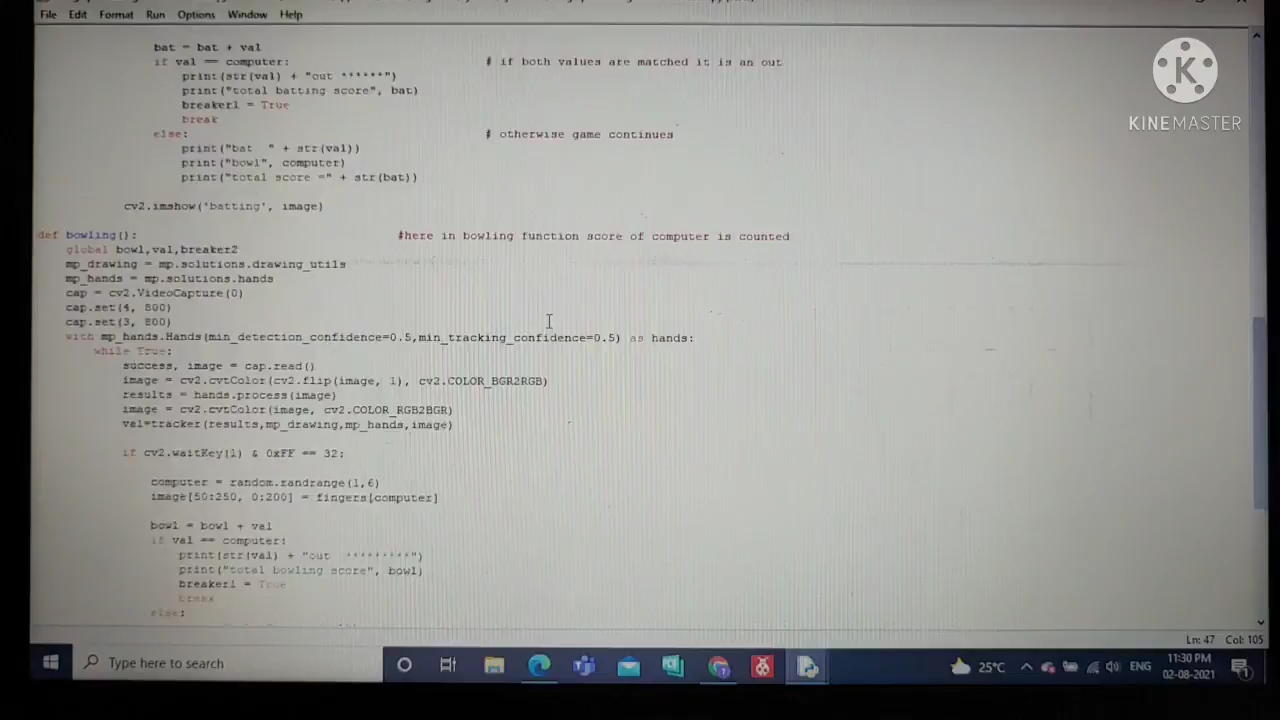 File Edit Format Run Options Window Help
bat = bat + val
if val == computer: # if both values are matched it is an out
print(str(val) + "out ******")
print("total batting score", bat)
breaker1 = True
break
else: # otherwise game continues
print("bat  " + str(val))
print("bowl", computer)
print("total score =" + str(bat))
cv2.imshow('batting', image)
def bowling(): #here in bowling function score of computer is counted
global bowl,val,breaker2
mp_drawing = mp.solutions.drawing_utils
mp_hands = mp.solutions.hands
cap = cv2.VideoCapture(0)
cap.set(4, 800)
cap.set(3, 800)
with mp_hands.Hands(min_detection_confidence=0.5,min_tracking_confidence=0.5) as hands:
while True:
success, image = cap.read()
image = cv2.cvtColor(cv2.flip(image, 1), cv2.COLOR_BGR2RGB)
results = hands.process(image)
image = cv2.cvtColor(image, cv2.COLOR_RGB2BGR)
val=tracker(results,mp_drawing,mp_hands,image)
if cv2.waitKey(1) & 0xFF == 32:
computer = random.randrange(1,6)
image[50:250, 0:200] = fingers[computer]
bowl = bowl + val
if val == computer:
print(str(val) + "out  *********")
print("total bowling score", bowl)
breaker1 = True
break
else:
KINEMASTER
Ln: 47 Col: 105
Type here to search
25°C ENG 11:30 PM
02-08-2021